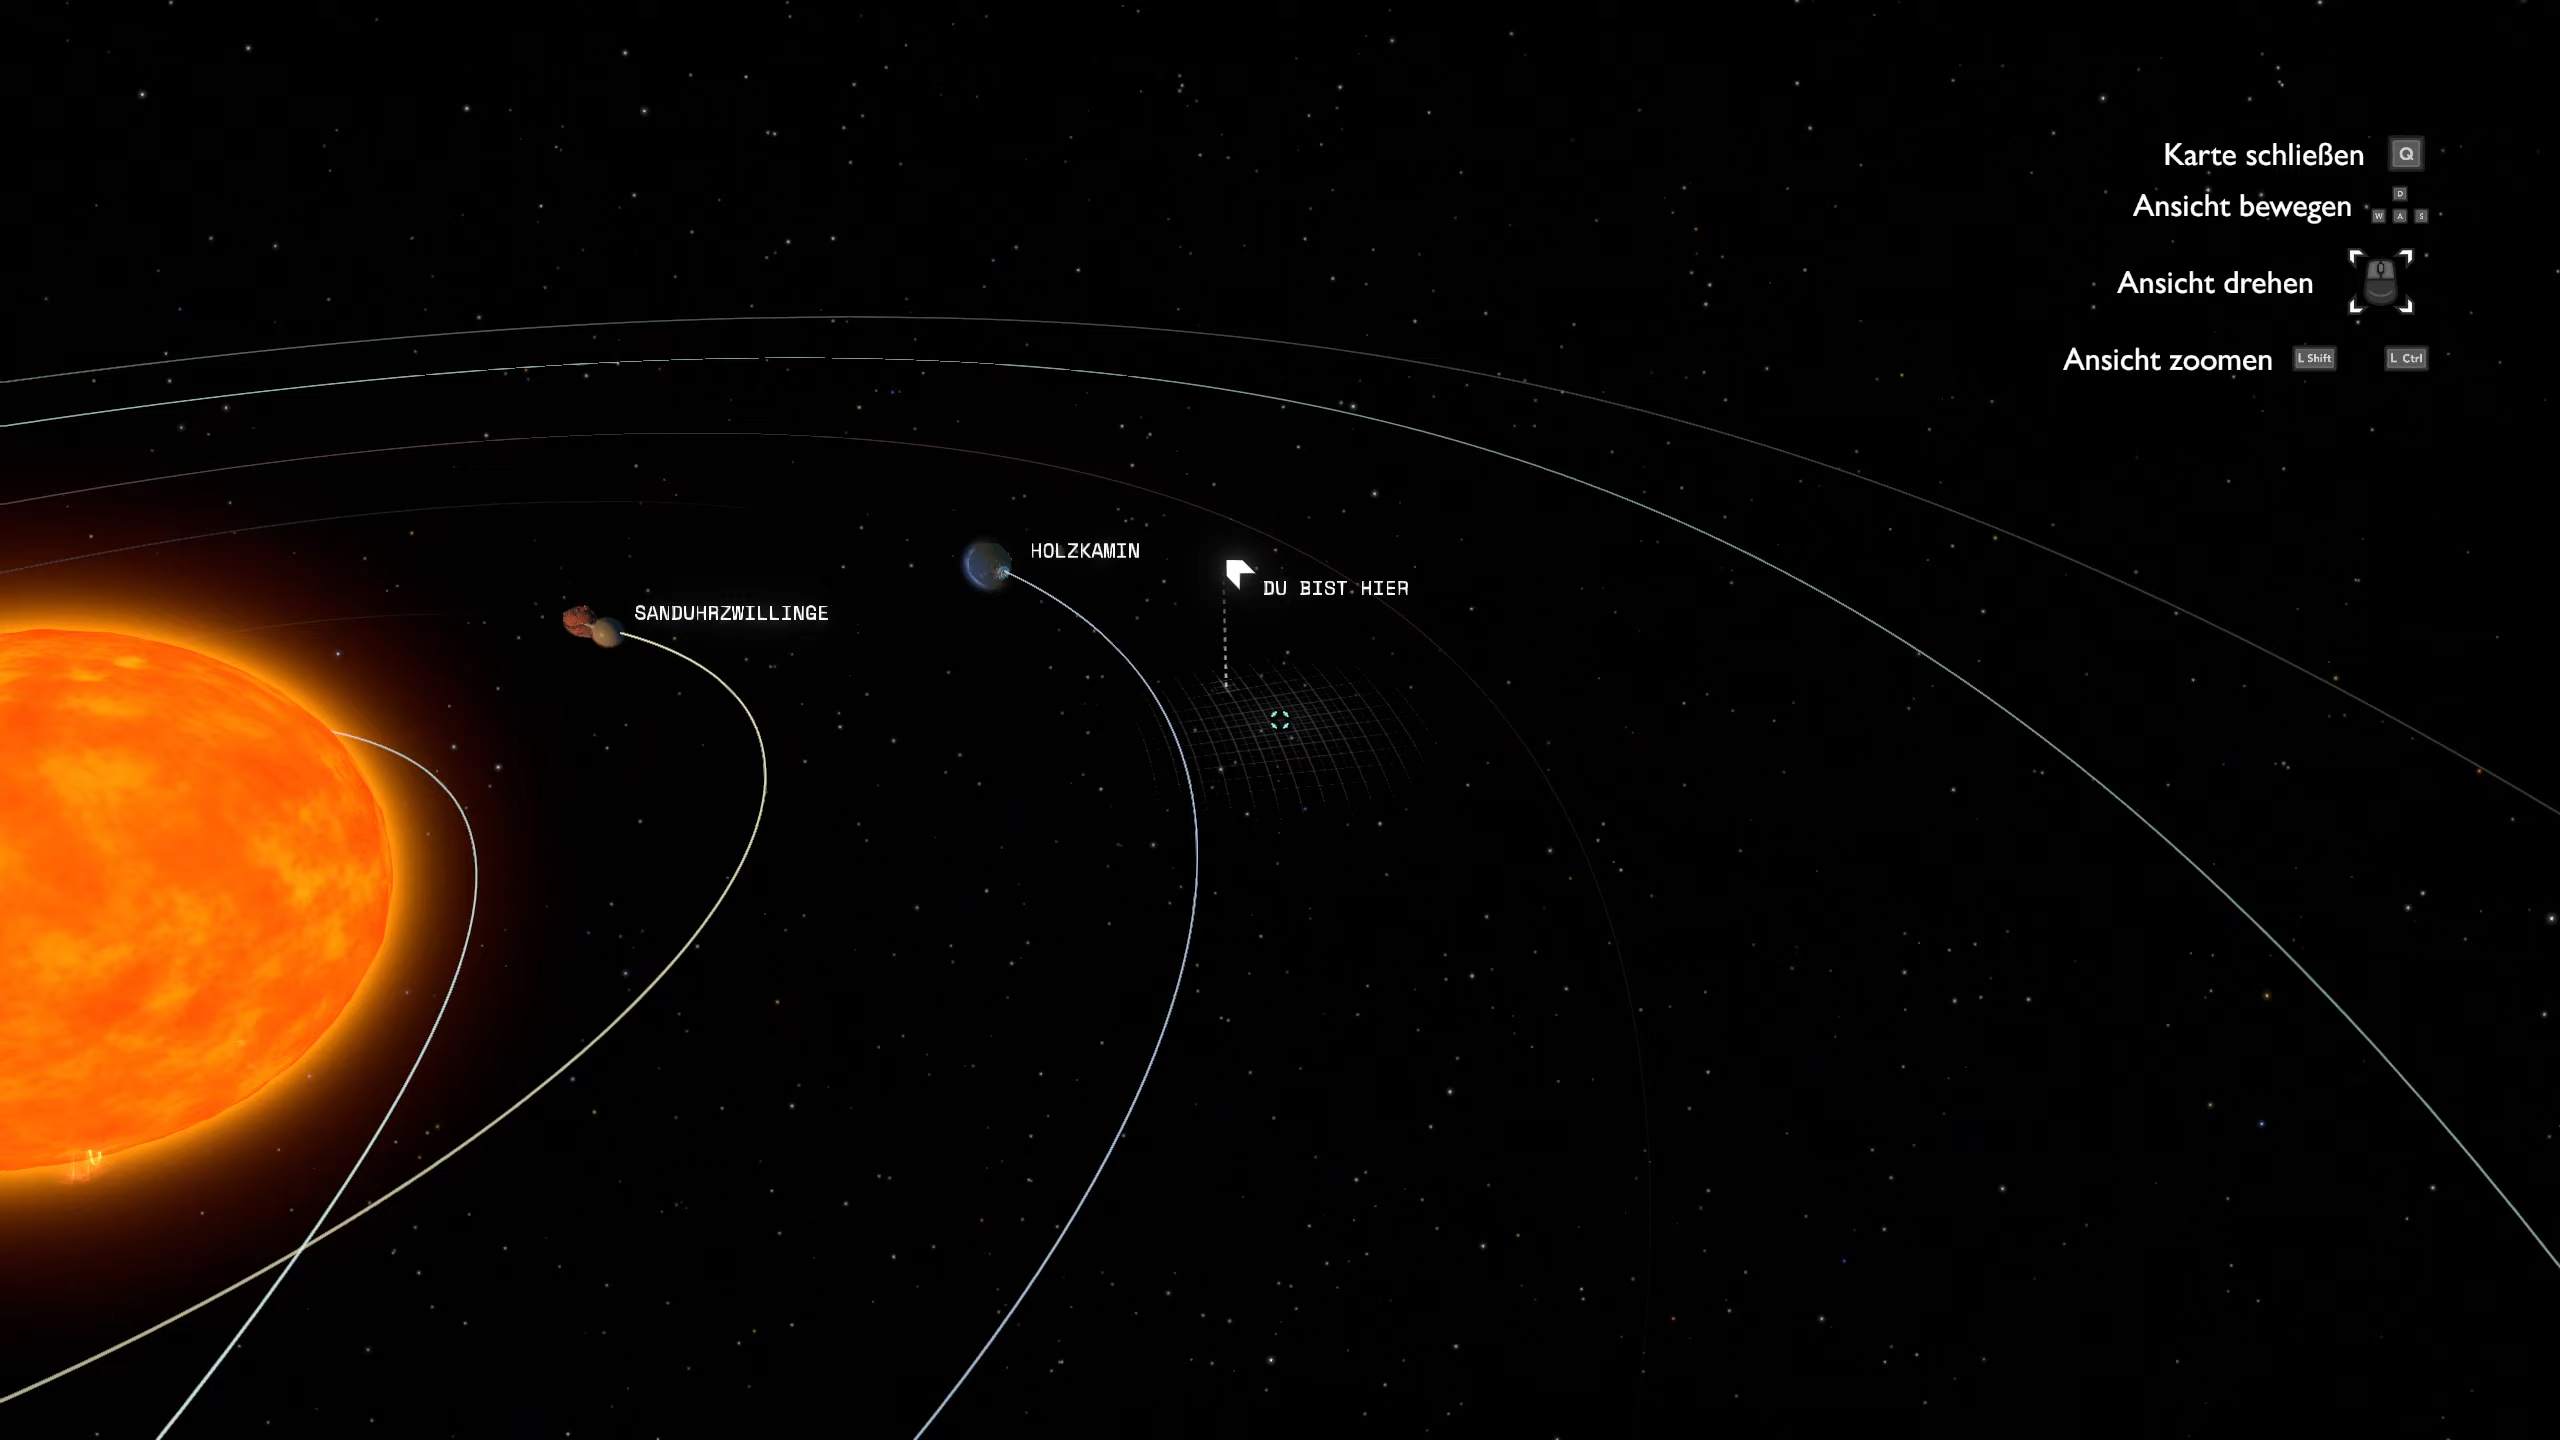 Karte schließen Q
Ansicht bewegen D
W A S
Ansicht drehen
Ansicht zoomen L Shift L Ctrl
HOLZKAMIN
DU BIST HIER
SANDUHRZWILLINGE